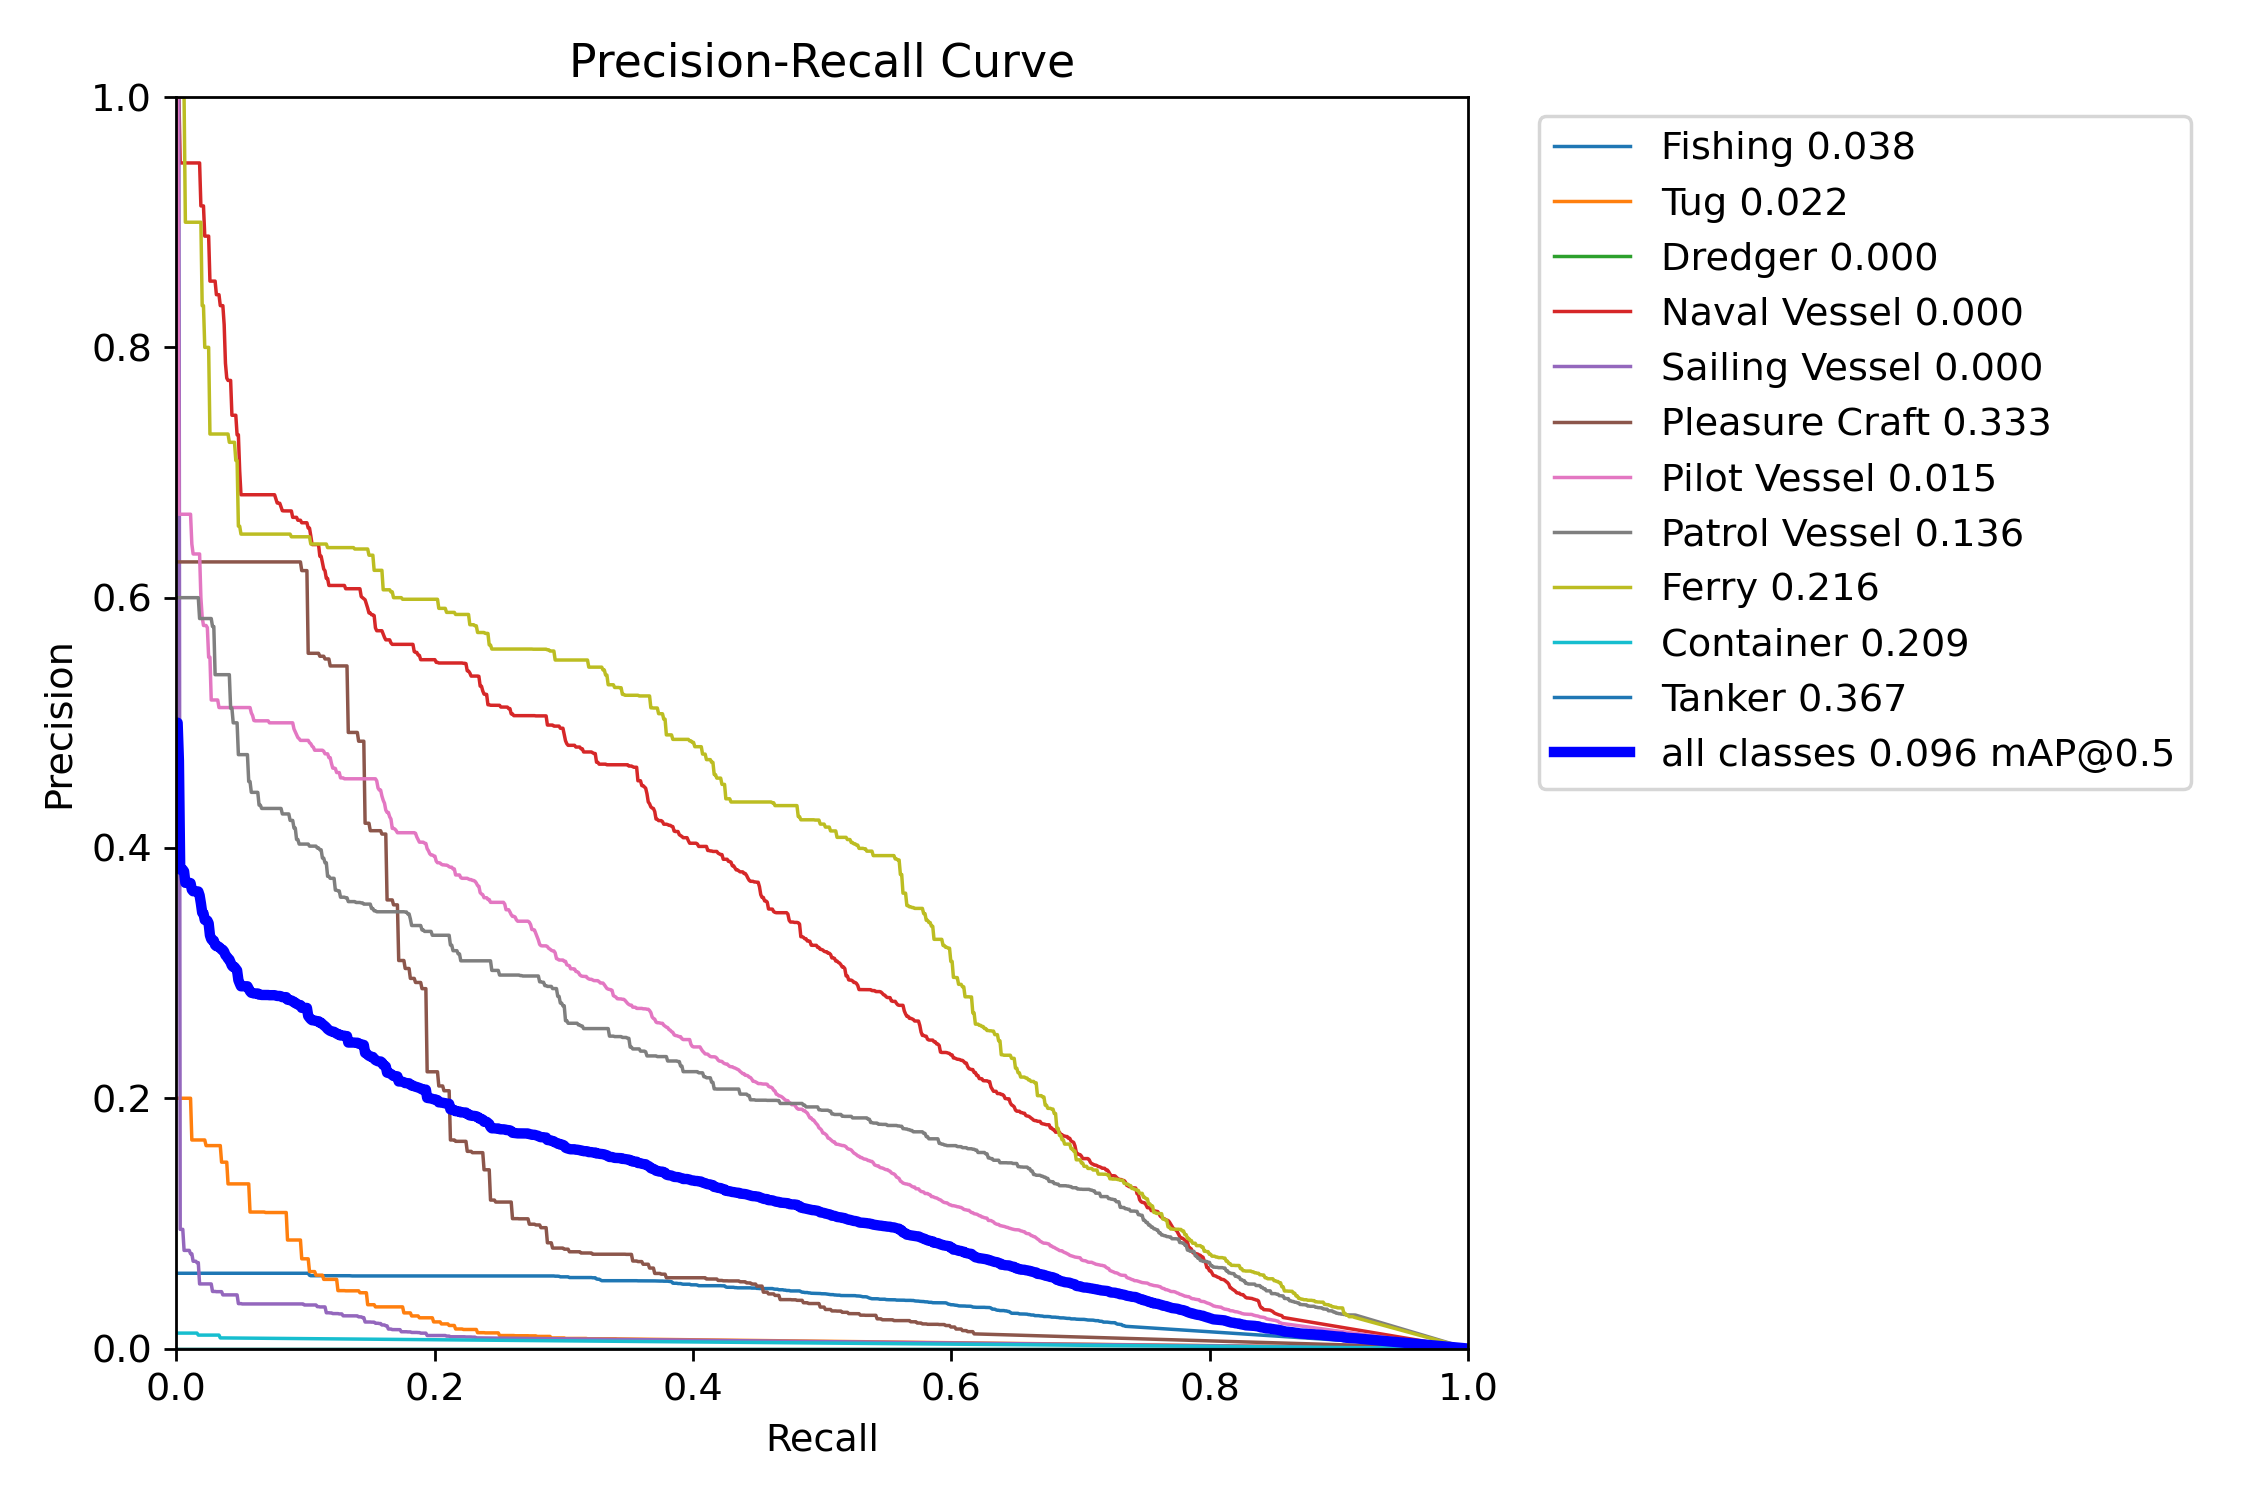 Precision-Recall Curve
1.0
0.8
0.6
0.4
0.2
0.0
Precision
0.0 0.2 0.4 0.6 0.8 1.0
Recall
Fishing 0.038
Tug 0.022
Dredger 0.000
Naval Vessel 0.000
Sailing Vessel 0.000
Pleasure Craft 0.333
Pilot Vessel 0.015
Patrol Vessel 0.136
Ferry 0.216
Container 0.209
Tanker 0.367
all classes 0.096 mAP@0.5